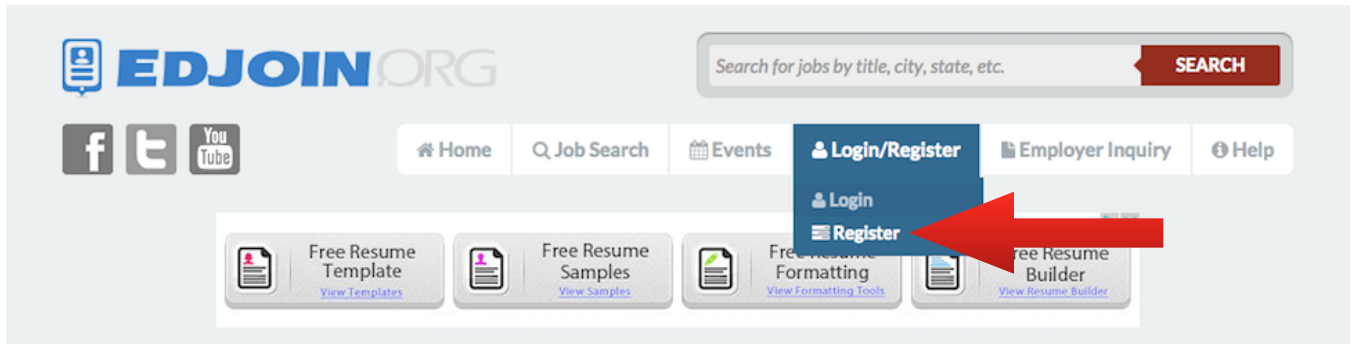 EDJOIN.ORG
Search for jobs by title, city, state, etc.
SEARCH
f t You Tube
Home Job Search Events Login/Register Employer Inquiry Help
Login
Register
Free Resume Template
View Templates
Free Resume Samples
View Samples
Resume Formatting
View Formatting Tools
Resume Builder
View Resume Builder